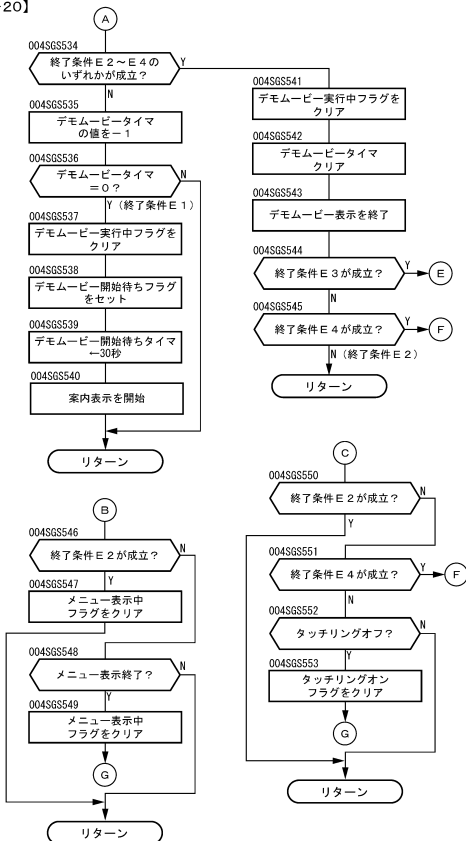 -20】
A
004SGS534
終了条件E2～E4の
いずれかが成立？
Y
N
004SGS535
デモムービータイマ
の値を－1
004SGS536
デモムービータイマ
＝0？
N
Y（終了条件E1）
004SGS537
デモムービー実行中フラグを
クリア
004SGS538
デモムービー開始待ちフラグ
をセット
004SGS539
デモムービー開始待ちタイマ
←30秒
004SGS540
案内表示を開始
リターン
004SGS541
デモムービー実行中フラグを
クリア
004SGS542
デモムービータイマ
クリア
004SGS543
デモムービー表示を終了
004SGS544
終了条件E3が成立？
Y
E
N
004SGS545
終了条件E4が成立？
Y
F
N（終了条件E2）
リターン
B
004SGS546
終了条件E2が成立？
N
Y
004SGS547
メニュー表示中
フラグをクリア
004SGS548
メニュー表示終了？
N
Y
004SGS549
メニュー表示中
フラグをクリア
G
リターン
C
004SGS550
終了条件E2が成立？
N
Y
004SGS551
終了条件E4が成立？
Y
F
N
004SGS552
タッチリングオフ？
N
Y
004SGS553
タッチリングオン
フラグをクリア
G
リターン